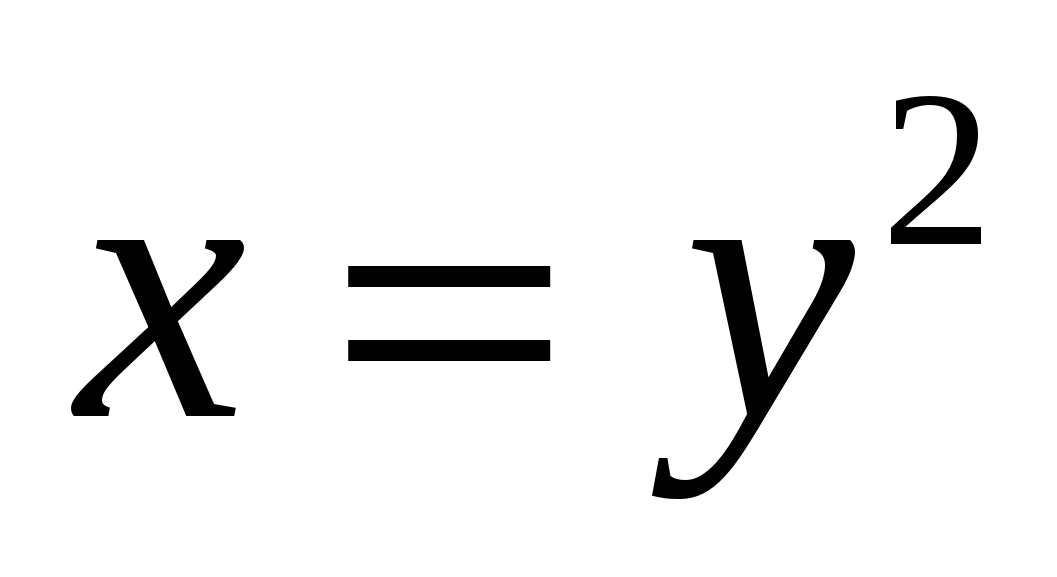 x = y²